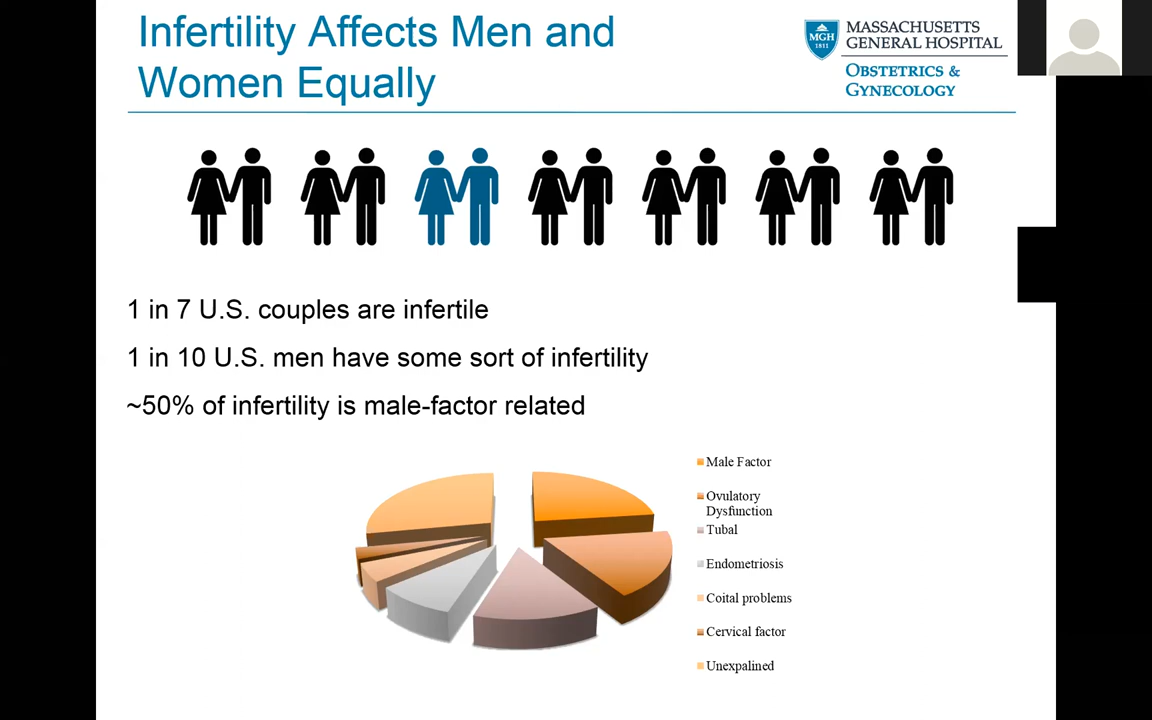 Infertility Affects Men and
Women Equally
MGH
1811
MASSACHUSETTS
GENERAL HOSPITAL
OBSTETRICS &
GYNECOLOGY
1 in 7 U.S. couples are infertile
1 in 10 U.S. men have some sort of infertility
~50% of infertility is male-factor related
Male Factor
Ovulatory
Dysfunction
Tubal
Endometriosis
Coital problems
Cervical factor
Unexpalined